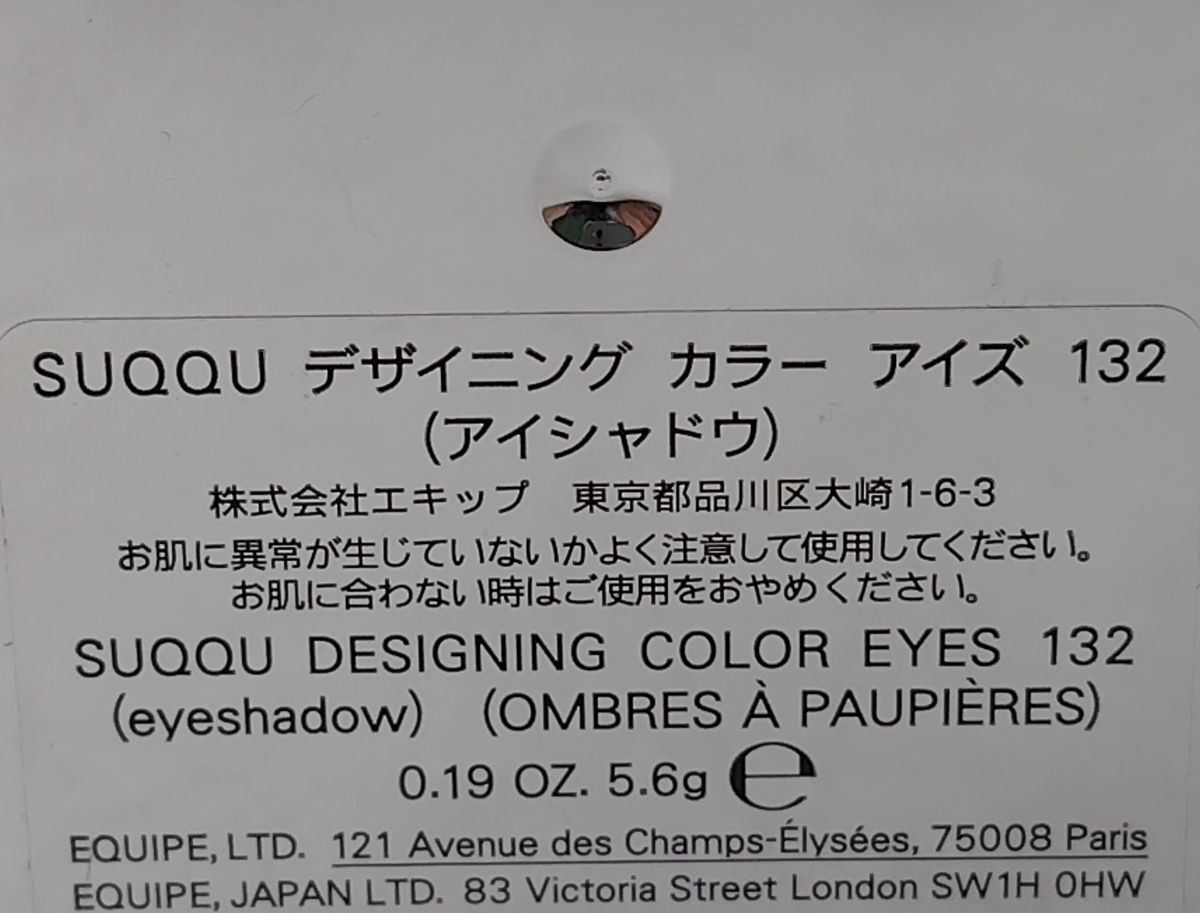 SUQQU デザイニング カラー アイズ 132
(アイシャドウ)
株式会社エキップ 東京都品川区大崎1-6-3
お肌に異常が生じていないかよく注意して使用してください。
お肌に合わない時はご使用をおやめください。
SUQQU DESIGNING COLOR EYES 132
(eyeshadow) (OMBRES À PAUPIÈRES)
0.19 OZ. 5.6g ℮
EQUIPE, LTD. 121 Avenue des Champs-Élysées, 75008 Paris
EQUIPE, JAPAN LTD. 83 Victoria Street London SW1H 0HW